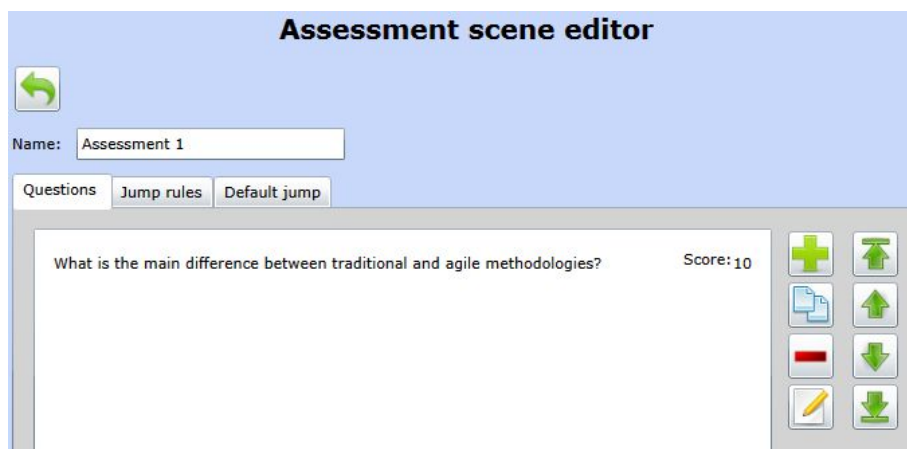 Assessment scene editor
Name: Assessment 1
Questions Jump rules Default jump
What is the main difference between traditional and agile methodologies? Score: 10